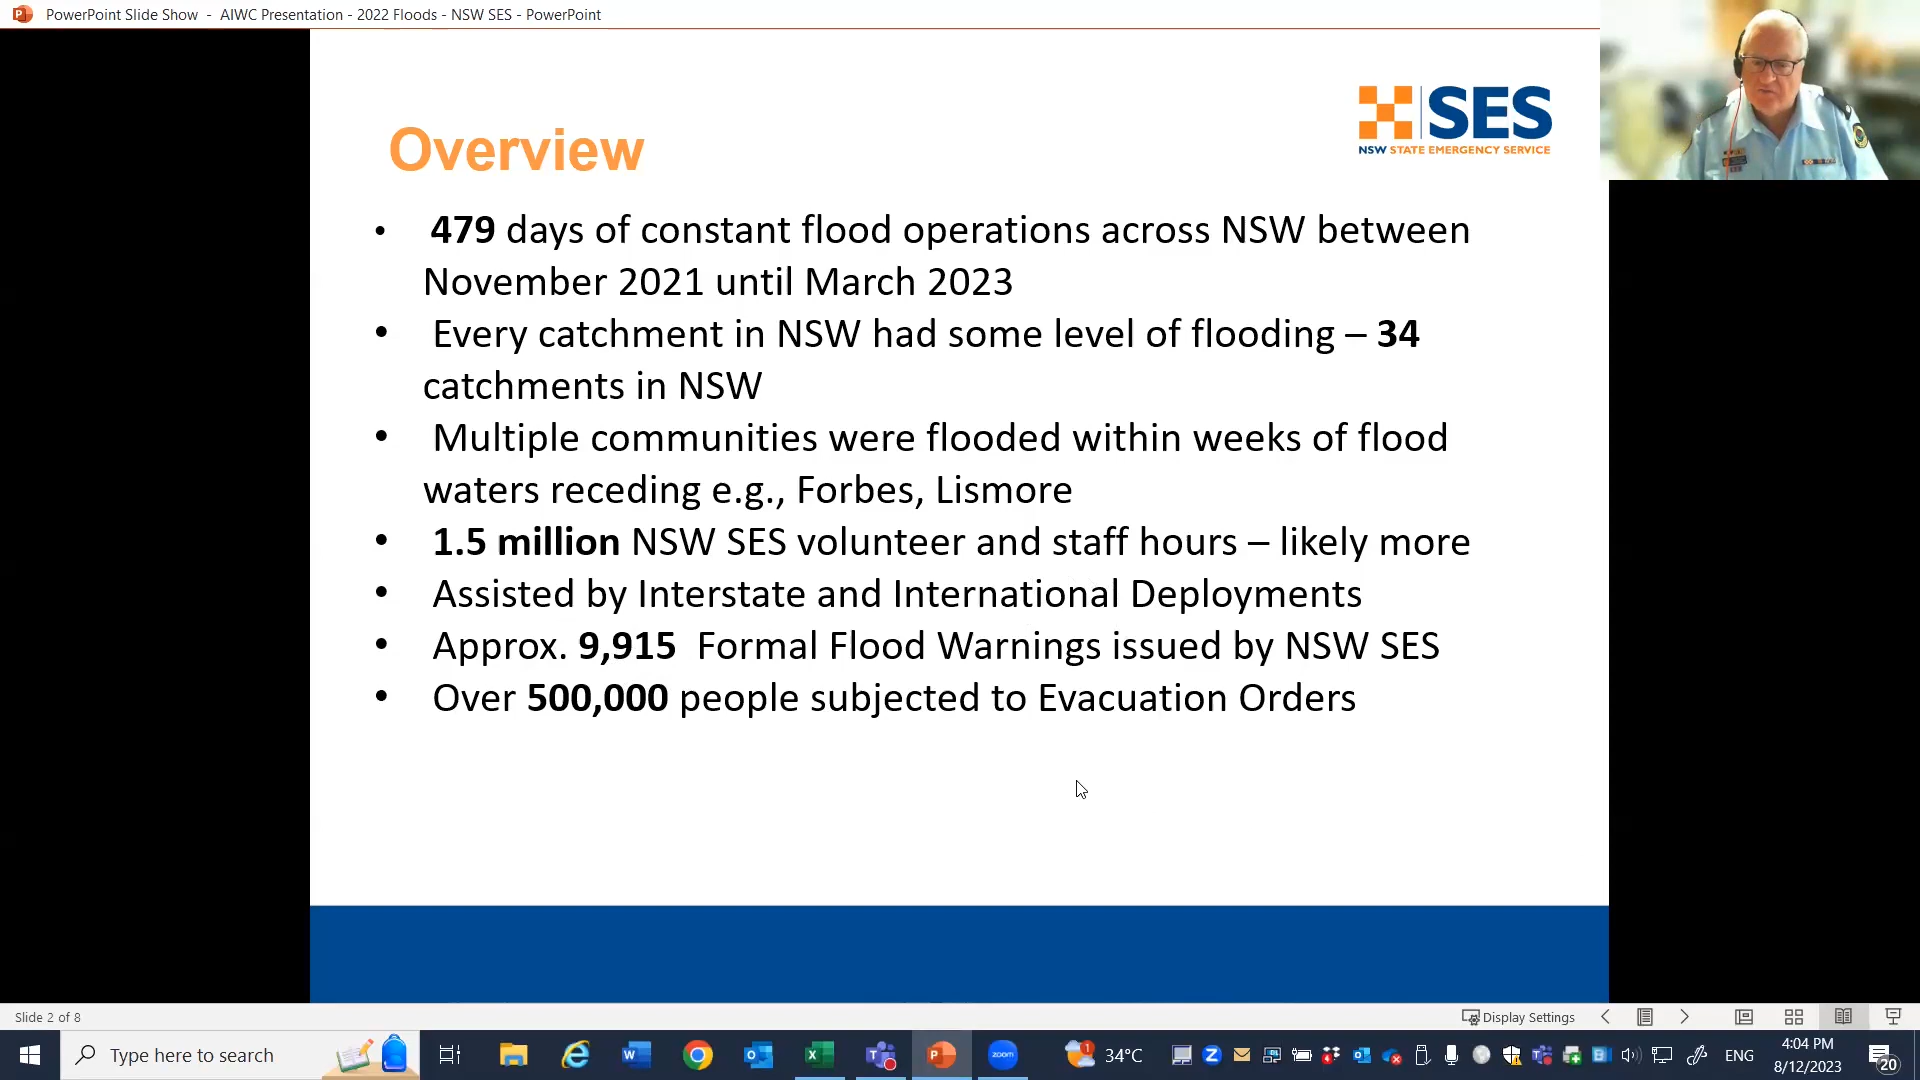 PowerPoint Slide Show - AIWC Presentation - 2022 Floods - NSW SES - PowerPoint
SES
NSW STATE EMERGENCY SERVICE
Overview
• 479 days of constant flood operations across NSW between
November 2021 until March 2023
• Every catchment in NSW had some level of flooding – 34
catchments in NSW
• Multiple communities were flooded within weeks of flood
waters receding e.g., Forbes, Lismore
• 1.5 million NSW SES volunteer and staff hours – likely more
• Assisted by Interstate and International Deployments
• Approx. 9,915 Formal Flood Warnings issued by NSW SES
• Over 500,000 people subjected to Evacuation Orders
Slide 2 of 8
Display Settings
Type here to search
zoom
1
34°C
ENG
4:04 PM
8/12/2023
20